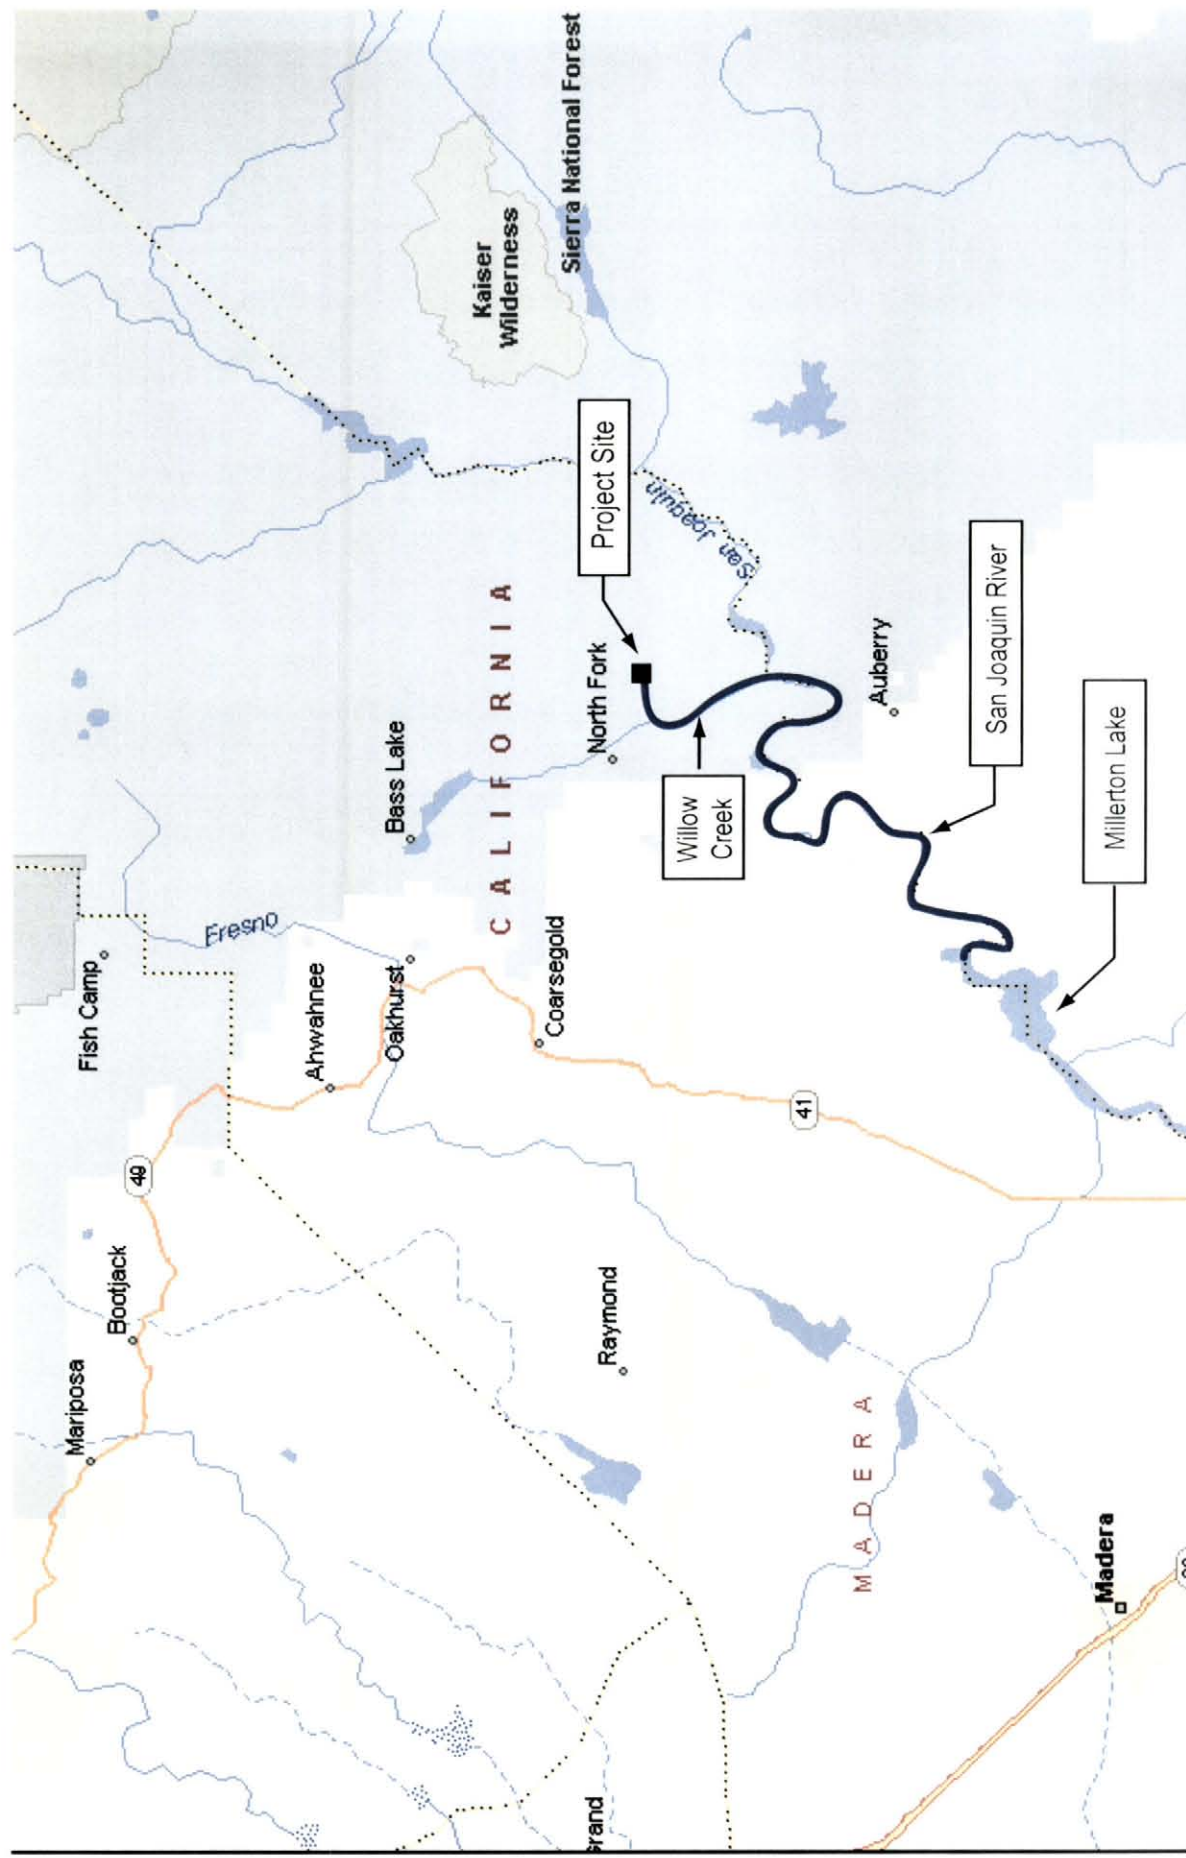 Fish Camp
49
Bootjack
Mariposa
Ahwahnee
Fresno
Oakhurst
Bass Lake
Kaiser
Wilderness
Sierra National Forest
CALIFORNIA
Coarsegold
North Fork
Project Site
San Joaquin
Willow
Creek
Raymond
41
Auberry
San Joaquin River
MADERA
Millerton Lake
Madera